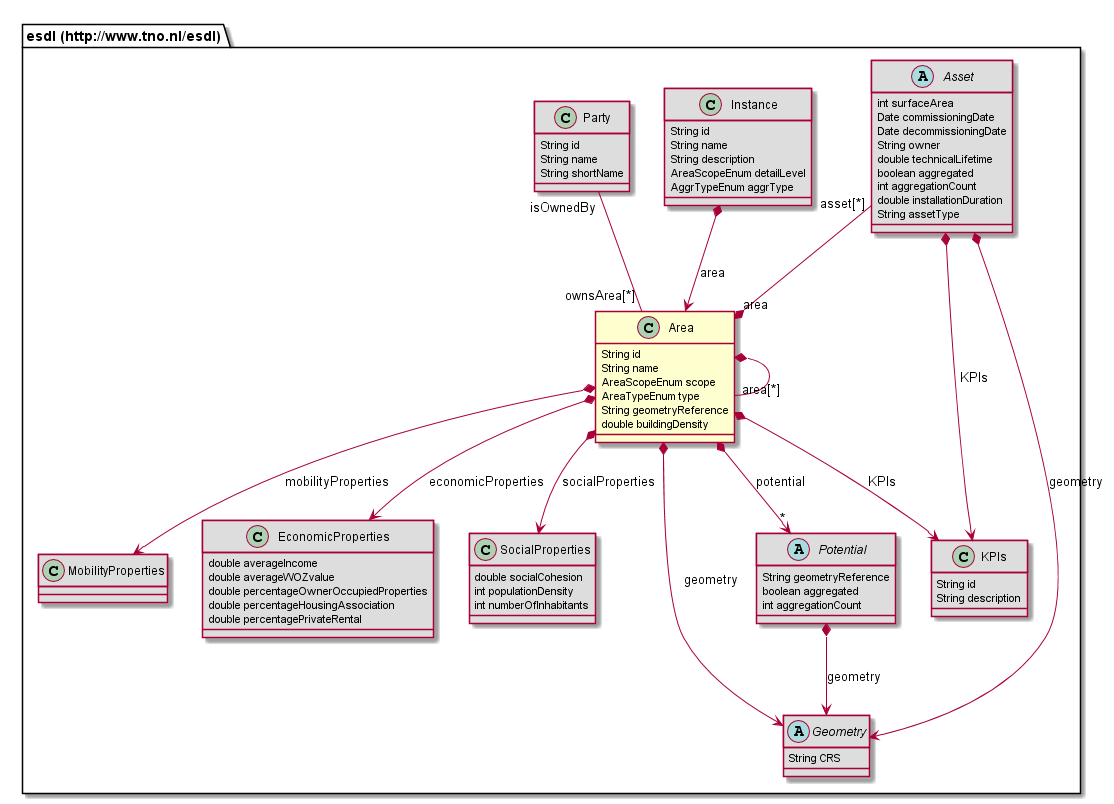 esdl (http://www.tno.nl/esdl)
A Asset
int surfaceArea
Date commissioningDate
Date decommissioningDate
String owner
double technicalLifetime
boolean aggregated
int aggregationCount
double installationDuration
String assetType
C Instance
String id
String name
String description
AreaScopeEnum detailLevel
AggrTypeEnum aggrType
C Party
String id
String name
String shortName
isOwnedBy
asset[*]
area
ownsArea[*]
area
C Area
String id
String name
AreaScopeEnum scope
AreaTypeEnum type
String geometryReference
double buildingDensity
area[*]
KPIs
mobilityProperties
economicProperties
socialProperties
potential
KPIs
geometry
*
C MobilityProperties
C EconomicProperties
double averageIncome
double averageWOZvalue
double percentageOwnerOccupiedProperties
double percentageHousingAssociation
double percentagePrivateRental
C SocialProperties
double socialCohesion
int populationDensity
int numberOfInhabitants
geometry
A Potential
String geometryReference
boolean aggregated
int aggregationCount
C KPIs
String id
String description
geometry
A Geometry
String CRS